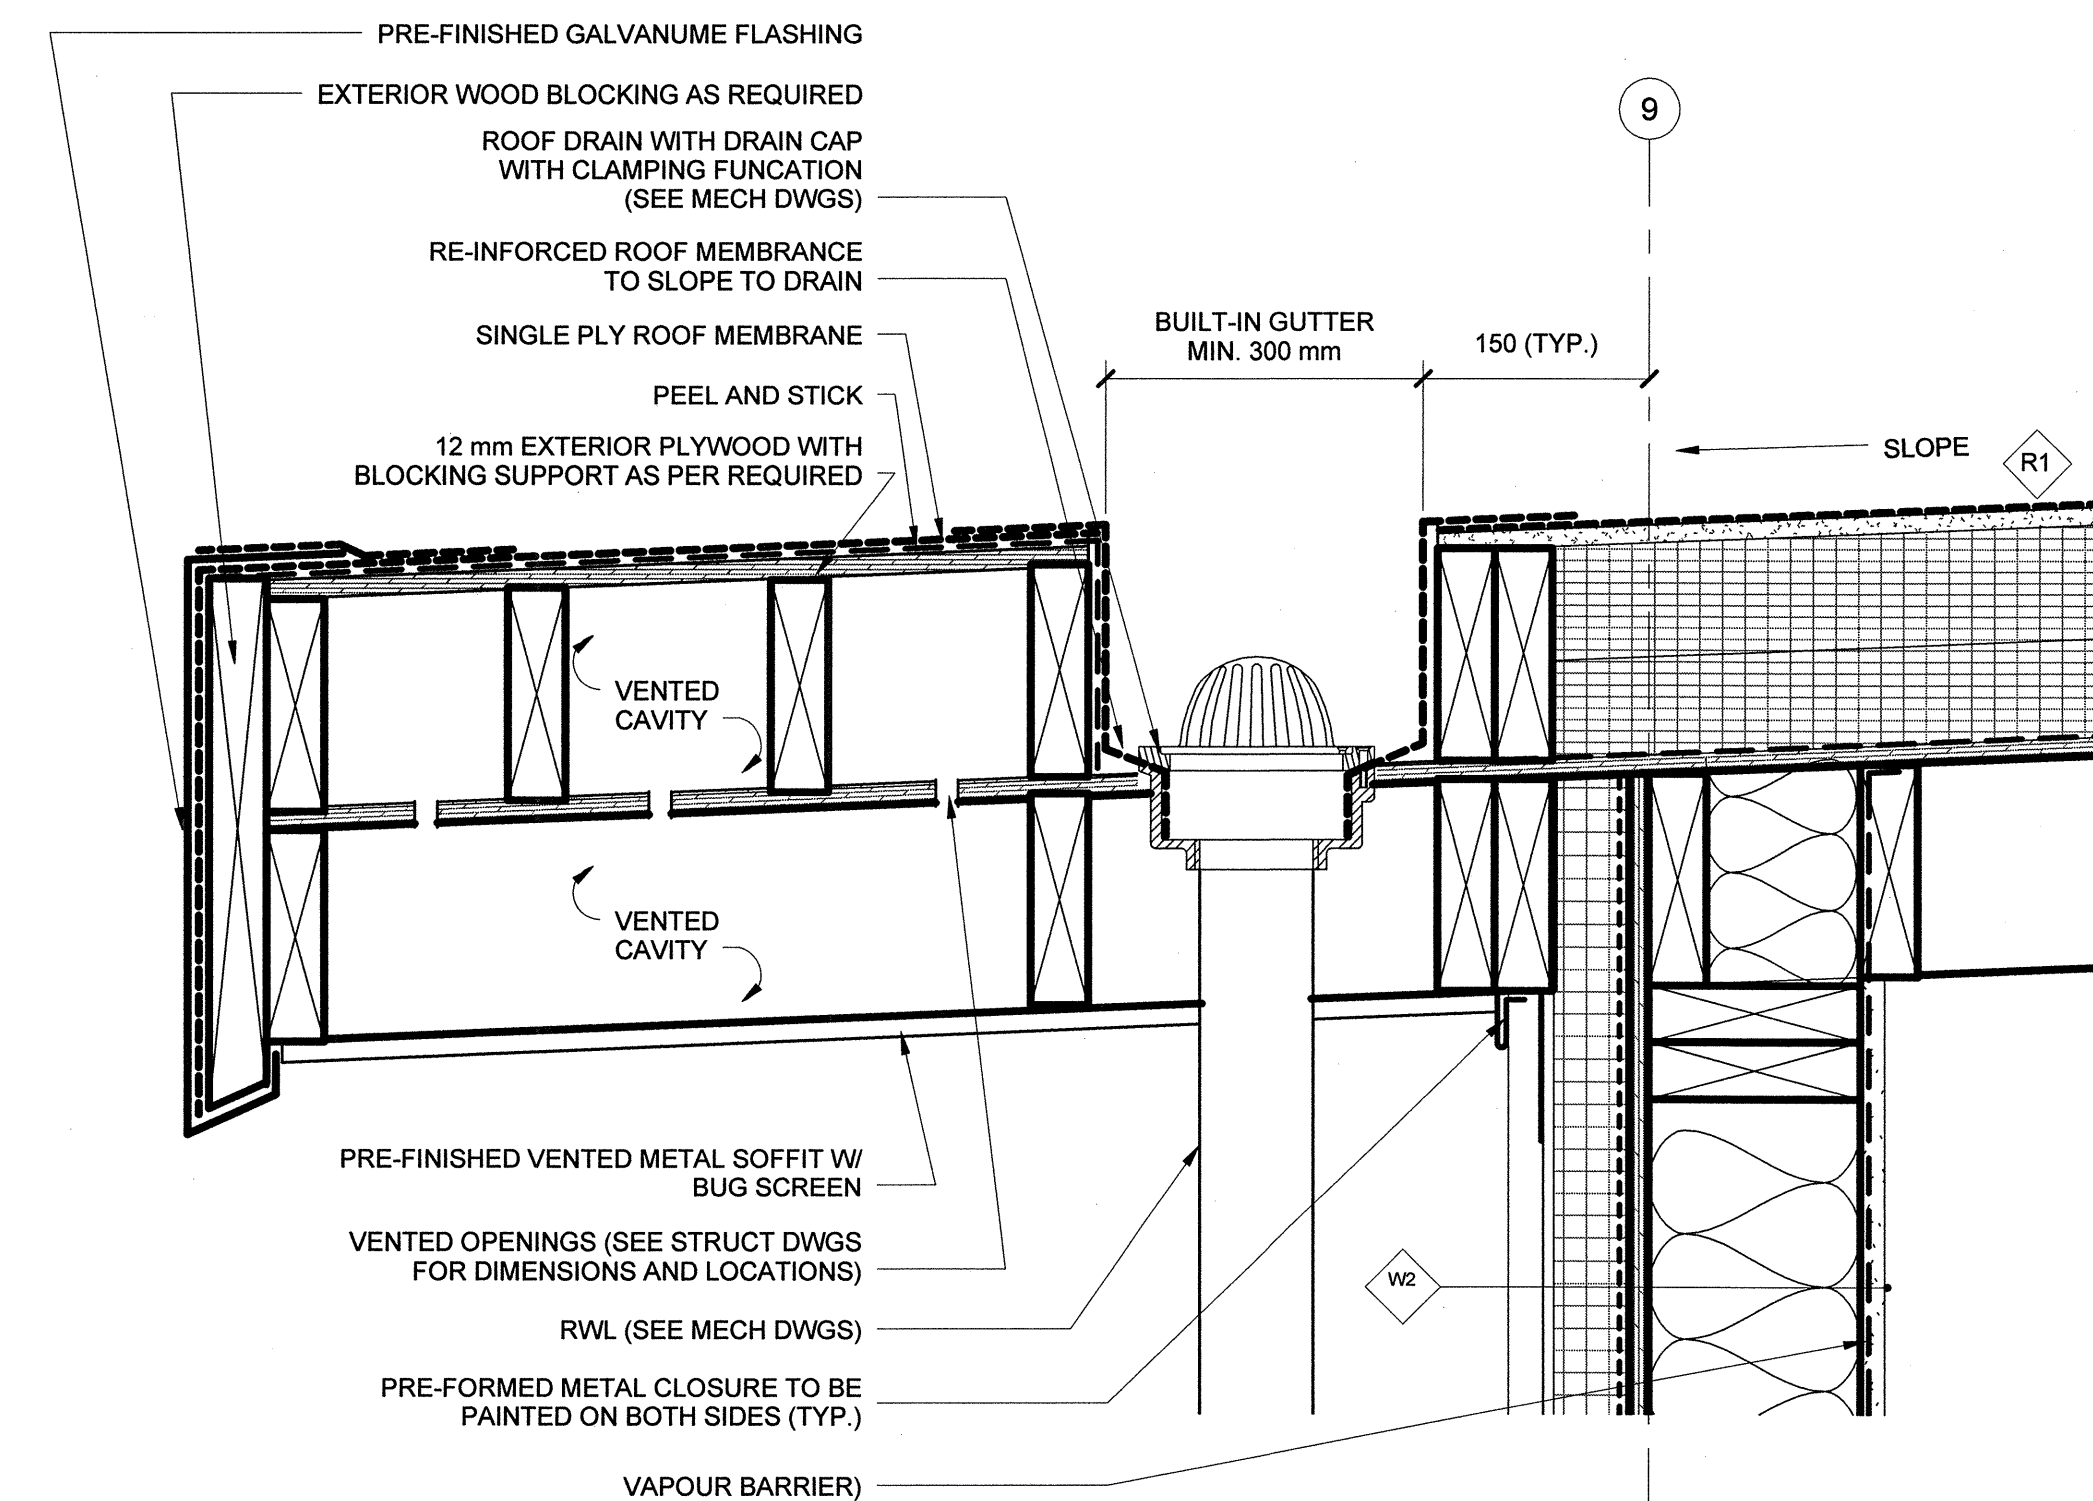 PRE-FINISHED GALVANUME FLASHING
EXTERIOR WOOD BLOCKING AS REQUIRED
9
ROOF DRAIN WITH DRAIN CAP
WITH CLAMPING FUNCATION
(SEE MECH DWGS)
RE-INFORCED ROOF MEMBRANCE
TO SLOPE TO DRAIN
BUILT-IN GUTTER
MIN. 300 mm
150 (TYP.)
SINGLE PLY ROOF MEMBRANE
PEEL AND STICK
12 mm EXTERIOR PLYWOOD WITH
BLOCKING SUPPORT AS PER REQUIRED
SLOPE
R1
VENTED
CAVITY
VENTED
CAVITY
PRE-FINISHED VENTED METAL SOFFIT W/
BUG SCREEN
VENTED OPENINGS (SEE STRUCT DWGS
FOR DIMENSIONS AND LOCATIONS)
W2
RWL (SEE MECH DWGS)
PRE-FORMED METAL CLOSURE TO BE
PAINTED ON BOTH SIDES (TYP.)
VAPOUR BARRIER)